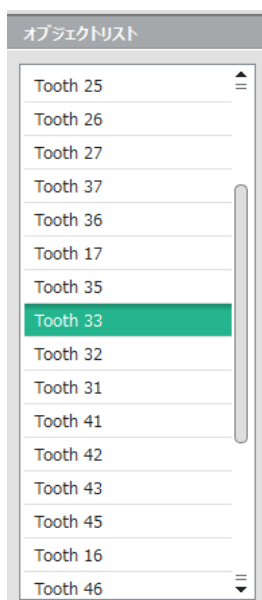 オブジェクトリスト
Tooth 25
Tooth 26
Tooth 27
Tooth 37
Tooth 36
Tooth 17
Tooth 35
Tooth 33
Tooth 32
Tooth 31
Tooth 41
Tooth 42
Tooth 43
Tooth 45
Tooth 16
Tooth 46